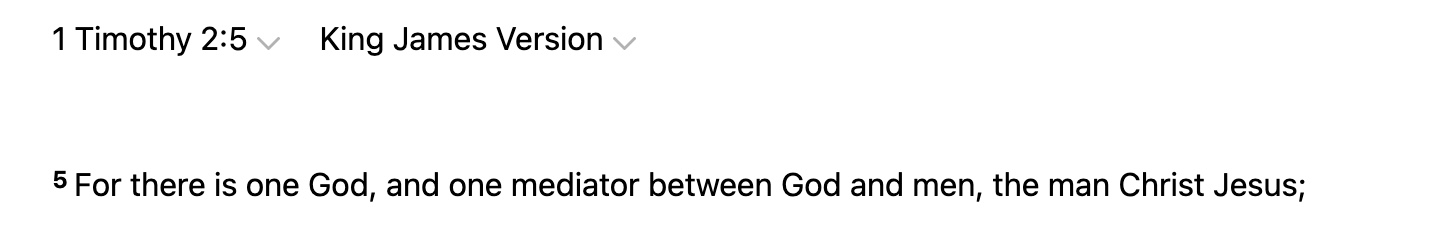 1 Timothy 2:5 King James Version
5 For there is one God, and one mediator between God and men, the man Christ Jesus;